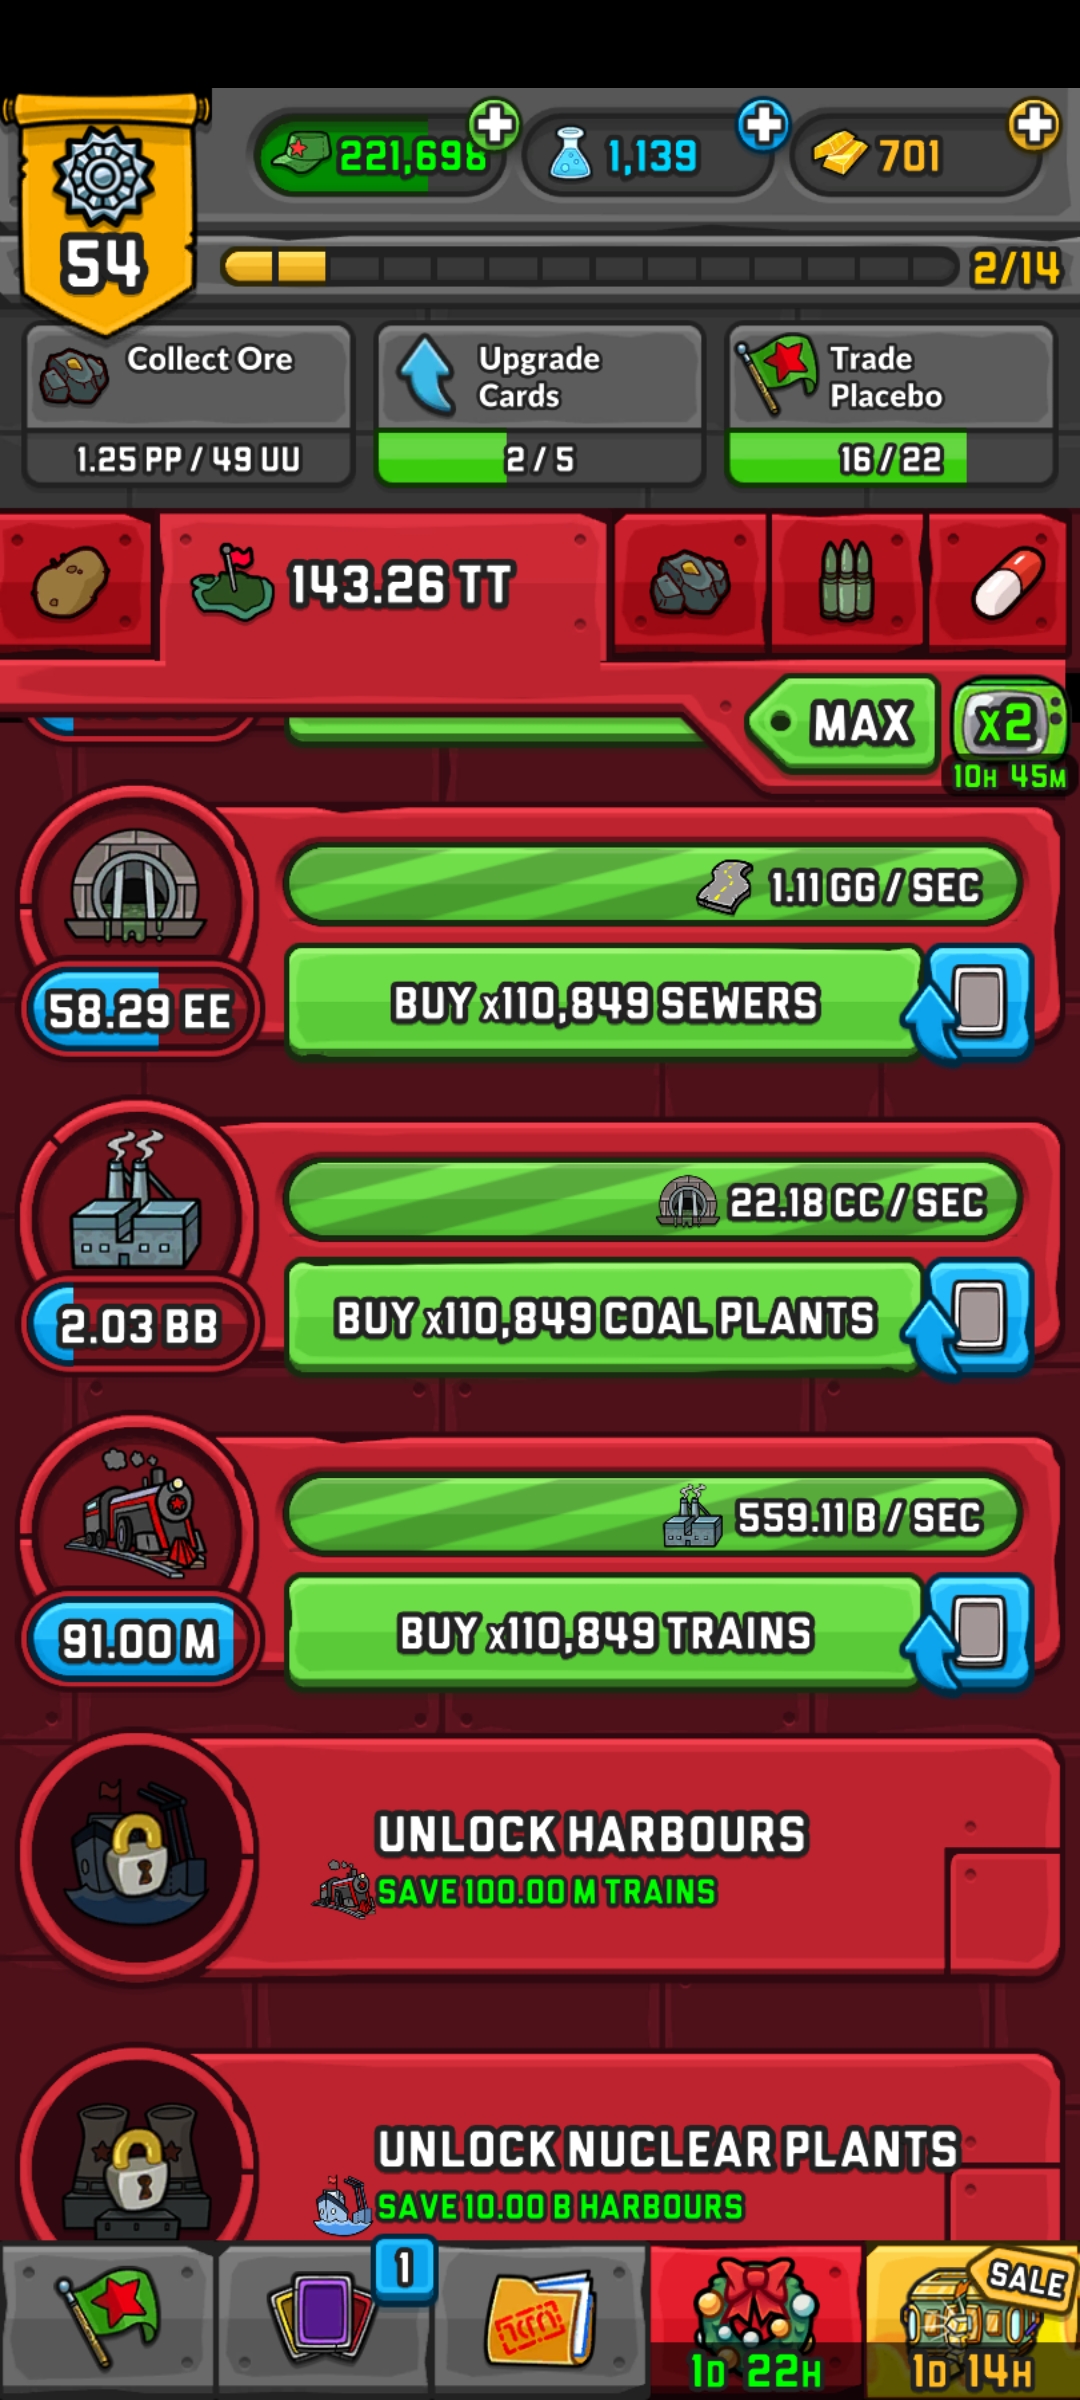 221,698
1,139
701
54
2/14
Collect Ore
1.25 PP / 49 UU
Upgrade
Cards
2 / 5
Trade
Placebo
16 / 22
143.26 TT
MAX
x2
10H 45M
1.11 GG / SEC
58.29 EE
BUY x110,849 SEWERS
22.18 CC / SEC
2.03 BB
BUY x110,849 COAL PLANTS
559.11 B / SEC
91.00 M
BUY x110,849 TRAINS
UNLOCK HARBOURS
SAVE 100.00 M TRAINS
UNLOCK NUCLEAR PLANTS
SAVE 10.00 B HARBOURS
1
SALE
1D 22H
1D 14H